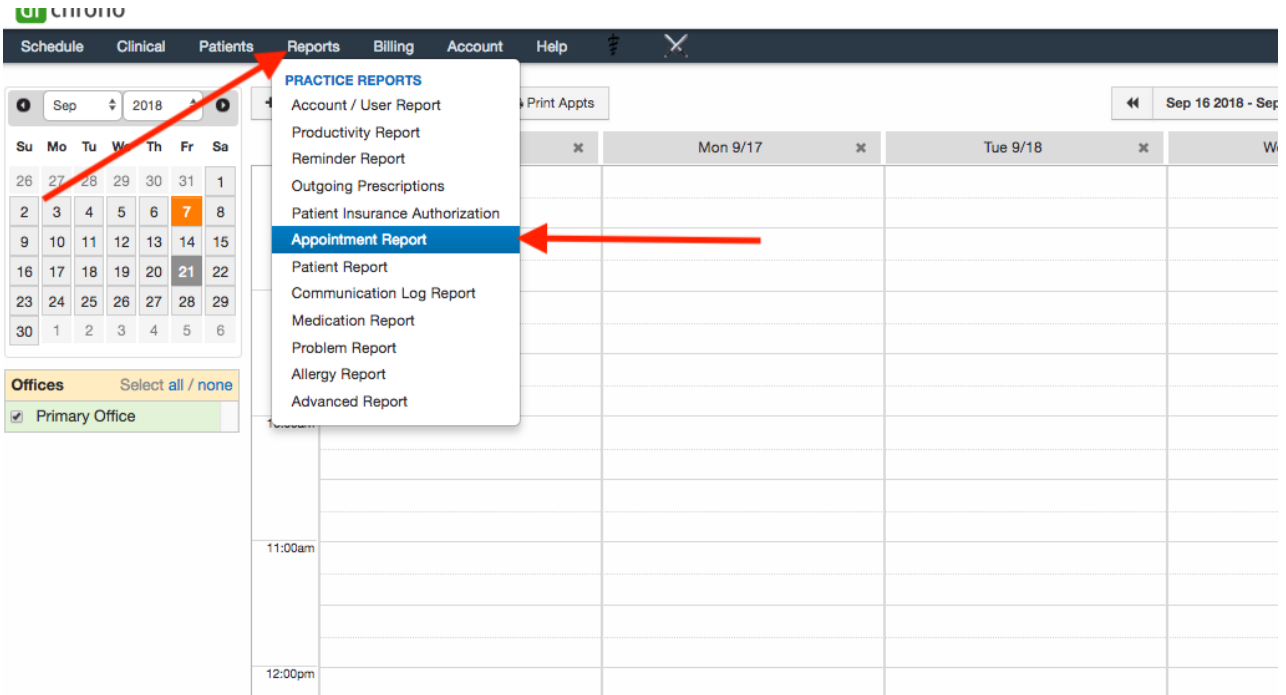 dr chrono
Schedule Clinical Patients Reports Billing Account Help
PRACTICE REPORTS
Account / User Report
Productivity Report
Reminder Report
Outgoing Prescriptions
Patient Insurance Authorization
Appointment Report
Patient Report
Communication Log Report
Medication Report
Problem Report
Allergy Report
Advanced Report
Sep 2018
Su Mo Tu We Th Fr Sa
26 27 28 29 30 31 1
2 3 4 5 6 7 8
9 10 11 12 13 14 15
16 17 18 19 20 21 22
23 24 25 26 27 28 29
30 1 2 3 4 5 6
Offices Select all / none
Primary Office
Print Appts
Sep 16 2018 - Sep
Mon 9/17 Tue 9/18
11:00am
12:00pm